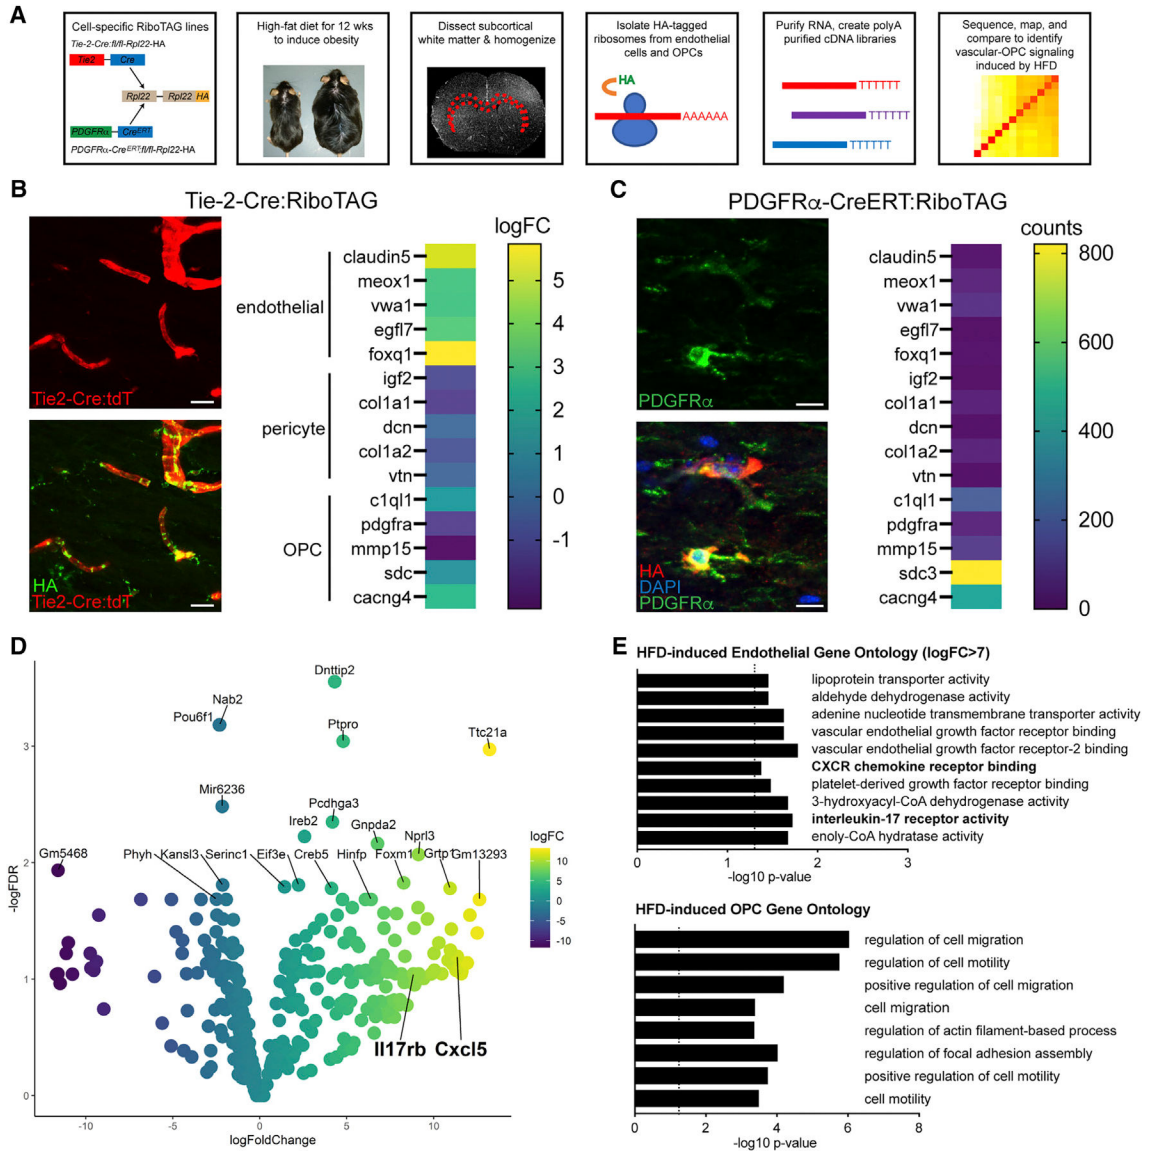 A
Cell-specific RiboTAG lines
Tie-2-Cre:fl/fl-Rpl22-HA
Tie2
Cre
Rpl22
Rpl22
HA
PDGFRα
CreERT
PDGFRα-CreERT:fl/fl-Rpl22-HA
High-fat diet for 12 wks
to induce obesity
Dissect subcortical
white matter & homogenize
Isolate HA-tagged
ribosomes from endothelial
cells and OPCs
HA
AAAAAA
Purify RNA, create polyA
purified cDNA libraries
TTTTTT
TTTTTT
TTTTTT
Sequence, map, and
compare to identify
vascular-OPC signaling
induced by HFD
B
Tie-2-Cre:RiboTAG
Tie2-Cre:tdT
HA
Tie2-Cre:tdT
endothelial
pericyte
OPC
claudin5
meox1
vwa1
egfl7
foxq1
igf2
col1a1
dcn
col1a2
vtn
c1ql1
pdgfra
mmp15
sdc
cacng4
logFC
5
4
3
2
1
0
-1
C
PDGFRα-CreERT:RiboTAG
PDGFRα
HA
DAPI
PDGFRα
claudin5
meox1
vwa1
egfl7
foxq1
igf2
col1a1
dcn
col1a2
vtn
c1ql1
pdgfra
mmp15
sdc3
cacng4
counts
800
600
400
200
0
D
-logFDR
3
2
1
0
Dnttip2
Nab2
Pou6f1
Ptpro
Ttc21a
Mir6236
Pcdhga3
Ireb2
Gnpda2
Nprl3
Gm5468
Phyh
Kansl3
Serinc1
Eif3e
Creb5
Hinfp
Foxm1
Grtp1
Gm13293
Il17rb
Cxcl5
logFC
10
5
0
-5
-10
-10
-5
0
5
10
logFoldChange
E
HFD-induced Endothelial Gene Ontology (logFC>7)
lipoprotein transporter activity
aldehyde dehydrogenase activity
adenine nucleotide transmembrane transporter activity
vascular endothelial growth factor receptor binding
vascular endothelial growth factor receptor-2 binding
CXCR chemokine receptor binding
platelet-derived growth factor receptor binding
3-hydroxyacyl-CoA dehydrogenase activity
interleukin-17 receptor activity
enoly-CoA hydratase activity
0
1
2
3
-log10 p-value
HFD-induced OPC Gene Ontology
regulation of cell migration
regulation of cell motility
positive regulation of cell migration
cell migration
regulation of actin filament-based process
regulation of focal adhesion assembly
positive regulation of cell motility
cell motility
0
2
4
6
8
-log10 p-value